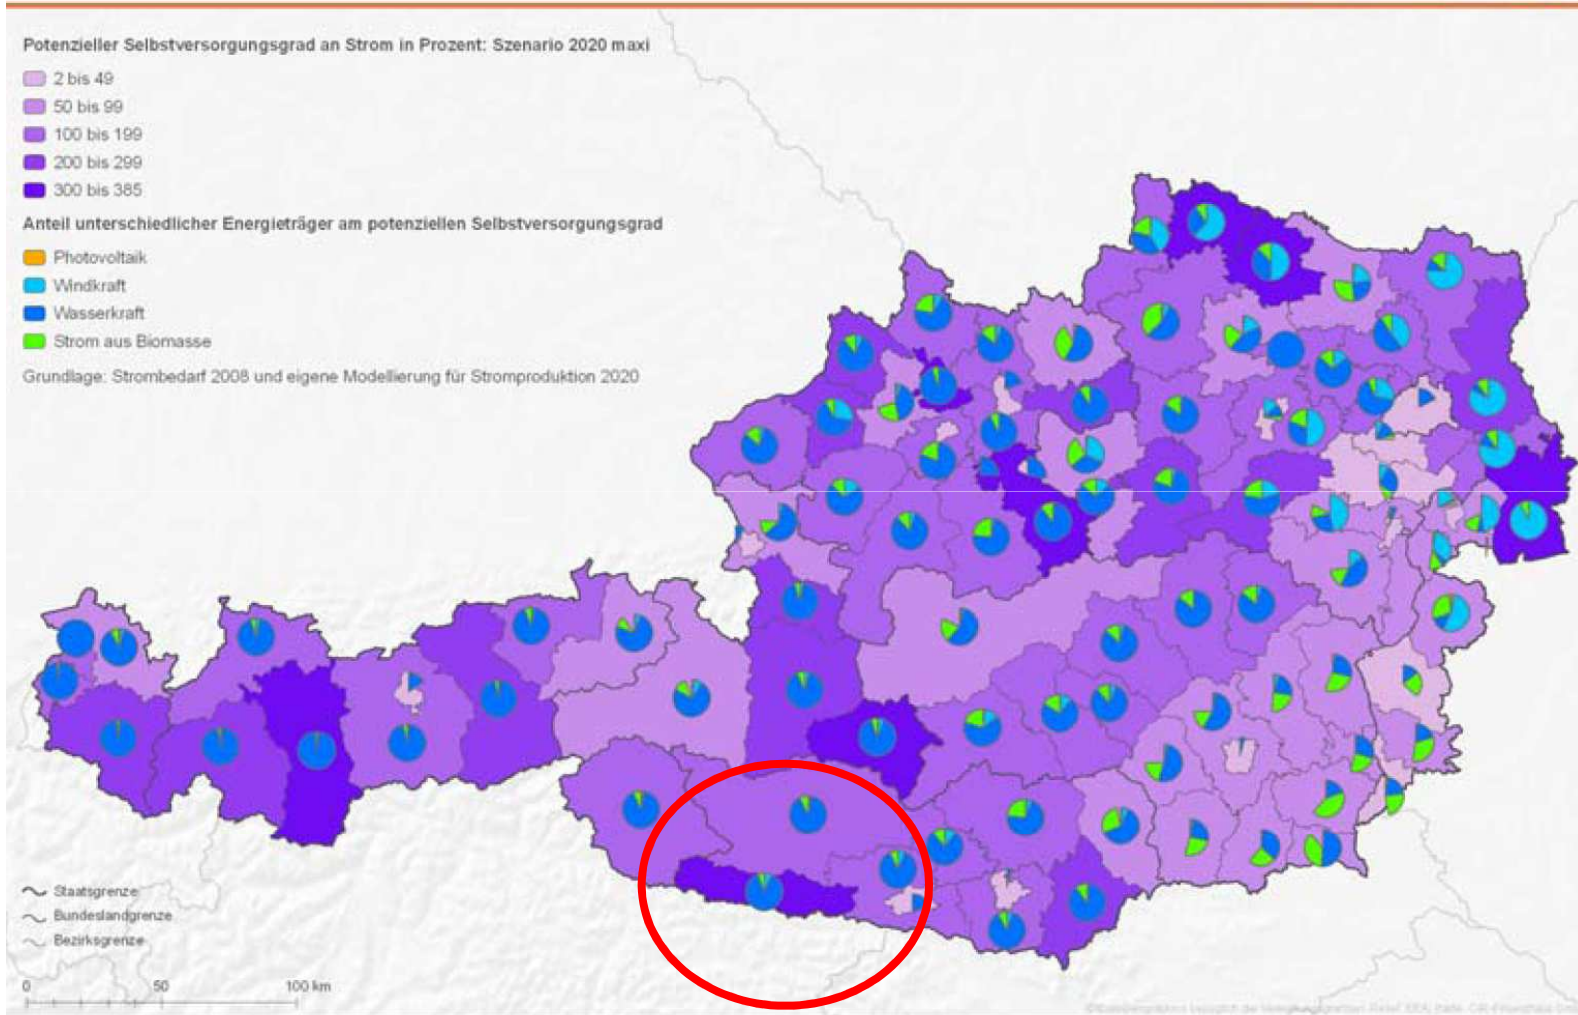 Potenzieller Selbstversorgungsgrad an Strom in Prozent: Szenario 2020 maxi
2 bis 49
50 bis 99
100 bis 199
200 bis 299
300 bis 385
Anteil unterschiedlicher Energieträger am potenziellen Selbstversorgungsgrad
Photovoltaik
Windkraft
Wasserkraft
Strom aus Biomasse
Grundlage: Strombedarf 2008 und eigene Modellierung für Stromproduktion 2020
Staatsgrenze
Bundeslandgrenze
Bezirksgrenze
0 50 100 km